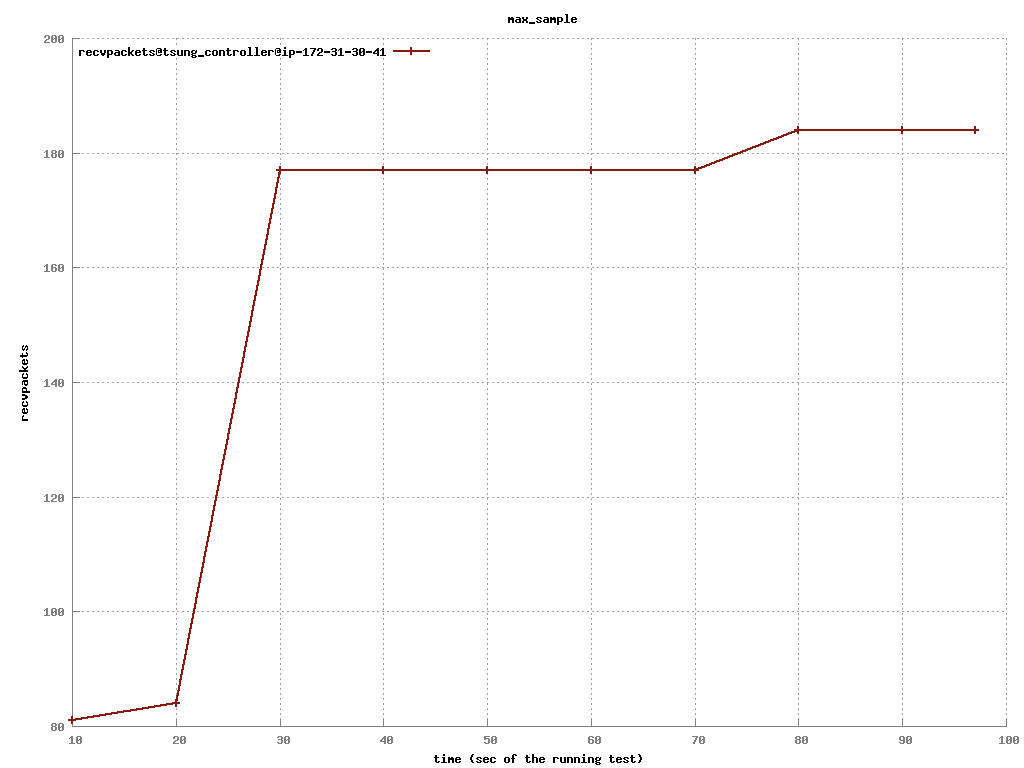 max_sample
recvpackets@tsung_controller@ip-172-31-30-41
200
180
160
140
120
100
80
recvpackets
10 20 30 40 50 60 70 80 90 100
time (sec of the running test)